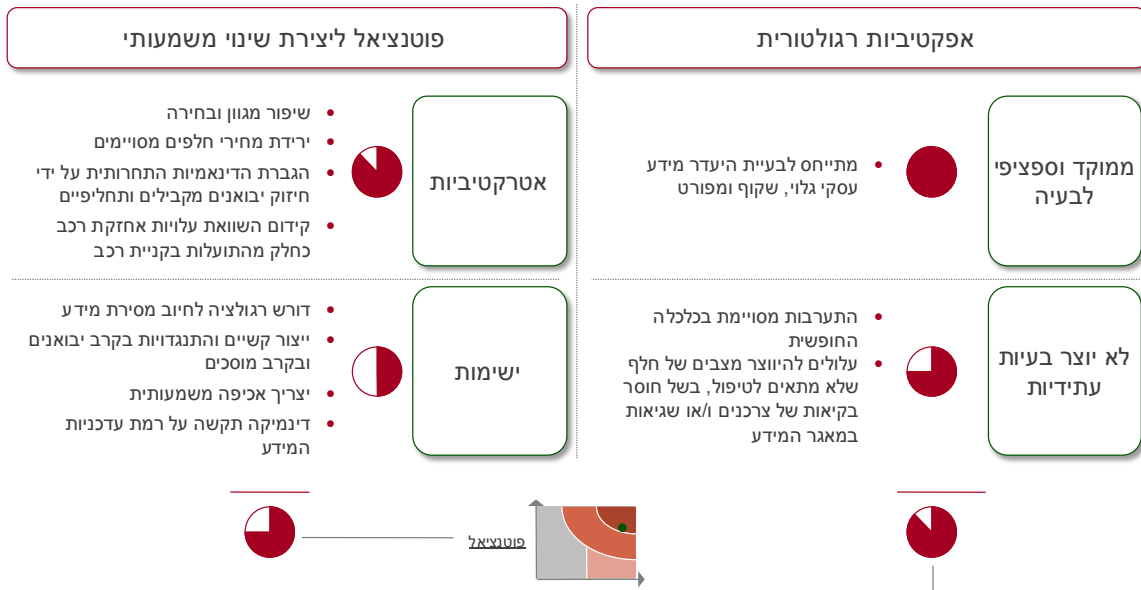 אפקטיביות רגולטורית
ממוקד וספציפי
לבעיה
מתייחס לבעיית היעדר מידע
עסקי גלוי, שקוף ומפורט
לא יוצר בעיות
עתידיות
התערבות מסויימת בכלכלה
החופשית
עלולים להיווצר מצבים של חלף
שלא מתאים לטיפול, בשל חוסר
בקיאות של צרכנים ו/או שגיאות
במאגר המידע
פוטנציאל ליצירת שינוי משמעותי
אטרקטיביות
שיפור מגוון ובחירה
ירידת מחירי חלפים מסויימים
הגברת הדינאמיות התחרותית על ידי
חיזוק יבואנים מקבילים ותחליפיים
קידום השוואת עלויות אחזקת רכב
כחלק מהתועלות בקניית רכב
ישימות
דורש רגולציה לחיוב מסירת מידע
ייצור קשיים והתנגדויות בקרב יבואנים
ובקרב מוסכים
יצריך אכיפה משמעותית
דינמיקה תקשה על רמת עדכניות
המידע
פוטנציאל